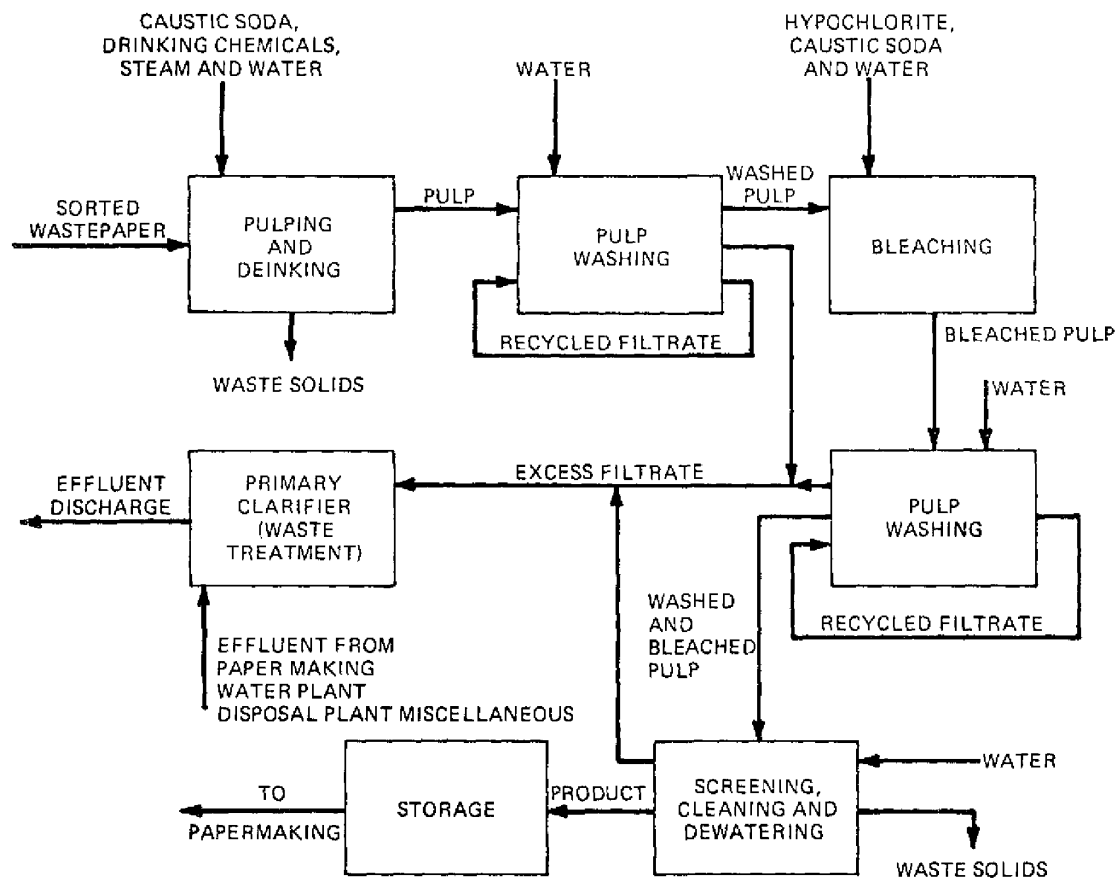 CAUSTIC SODA,
DRINKING CHEMICALS,
STEAM AND WATER
WATER
HYPOCHLORITE,
CAUSTIC SODA
AND WATER
SORTED
WASTEPAPER
PULPING
AND
DEINKING
PULP
PULP
WASHING
WASHED
PULP
BLEACHING
RECYCLED FILTRATE
WASTE SOLIDS
BLEACHED PULP
WATER
EFFLUENT
DISCHARGE
PRIMARY
CLARIFIER
(WASTE
TREATMENT)
EXCESS FILTRATE
PULP
WASHING
RECYCLED FILTRATE
WASHED
AND
BLEACHED
PULP
EFFLUENT FROM
PAPER MAKING
WATER PLANT
DISPOSAL PLANT MISCELLANEOUS
TO
PAPERMAKING
STORAGE
PRODUCT
SCREENING,
CLEANING AND
DEWATERING
WATER
WASTE SOLIDS